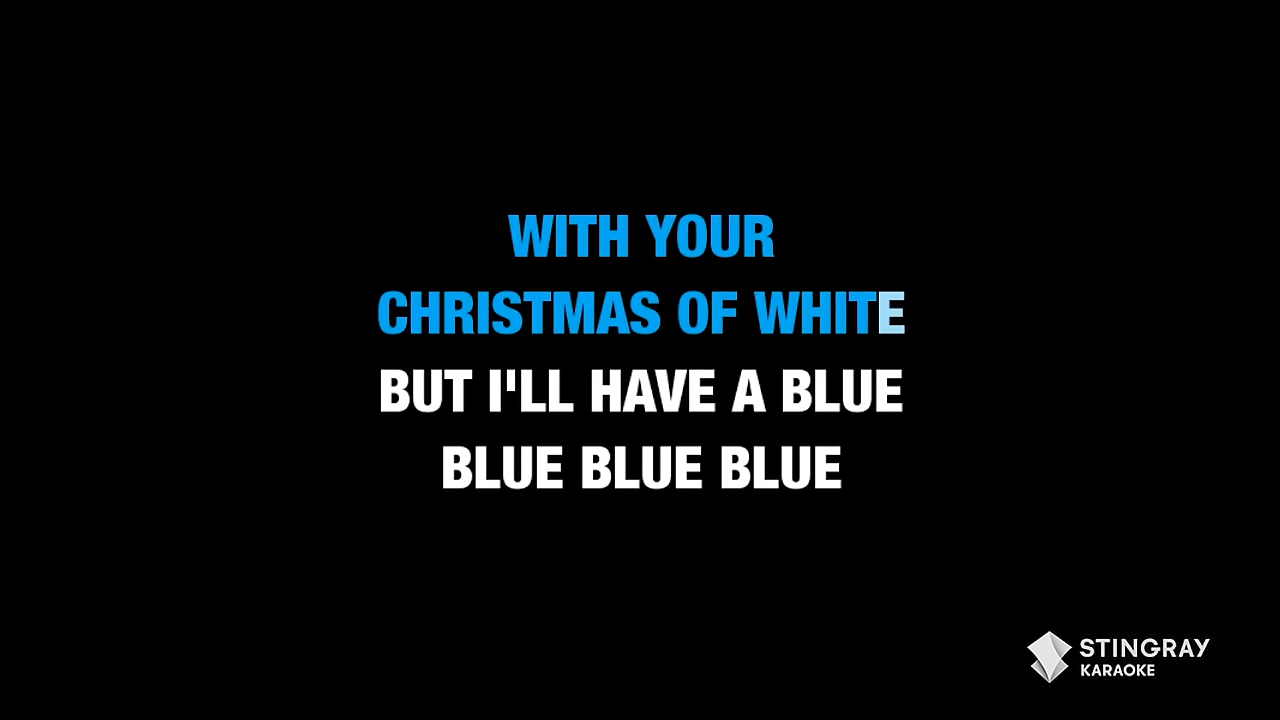 WITH YOUR
CHRISTMAS OF WHITE
BUT I'LL HAVE A BLUE
BLUE BLUE BLUE
STINGRAY
KARAOKE